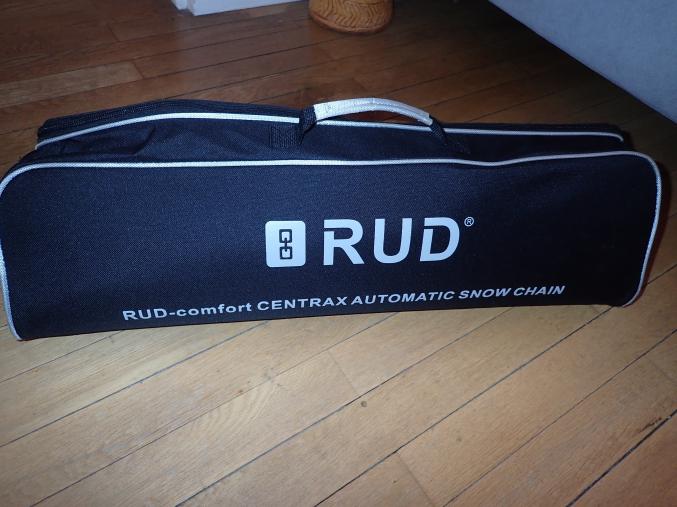 RUD®
RUD-comfort CENTRAX AUTOMATIC SNOW CHAIN